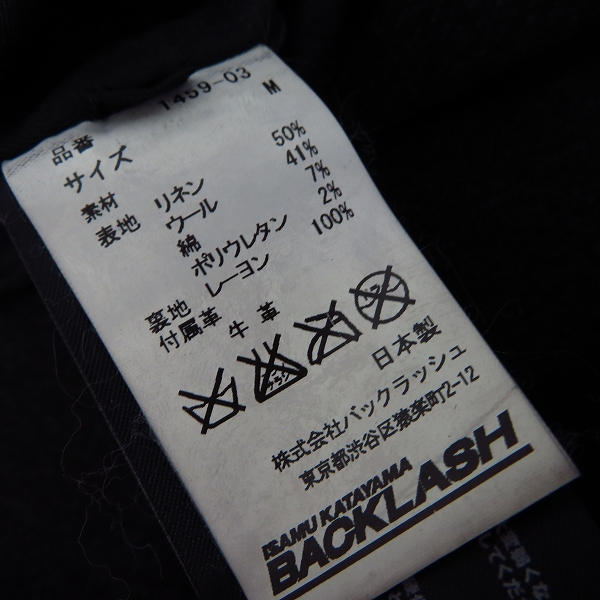 品番 1459-03
サイズ M
素材
表地 リネン 50%
ウール 41%
綿 7%
ポリウレタン 2%
裏地 レーヨン 100%
付属革 牛革
日本製
株式会社バックラッシュ
東京都渋谷区猿楽町2-12
ISAMU KATAYAMA
BACKLASH